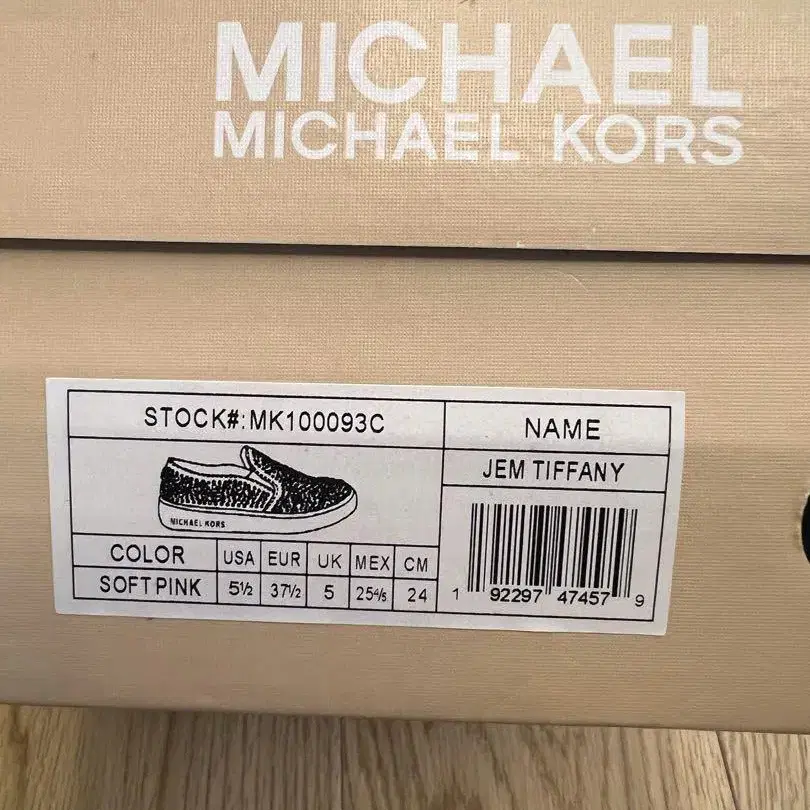 MICHAEL
MICHAEL KORS
STOCK#:MK100093C
NAME
JEM TIFFANY
MICHAEL KORS
COLOR USA EUR UK MEX CM
SOFT PINK 5½ 37½ 5 25⅘ 24
1 92297 47457 9